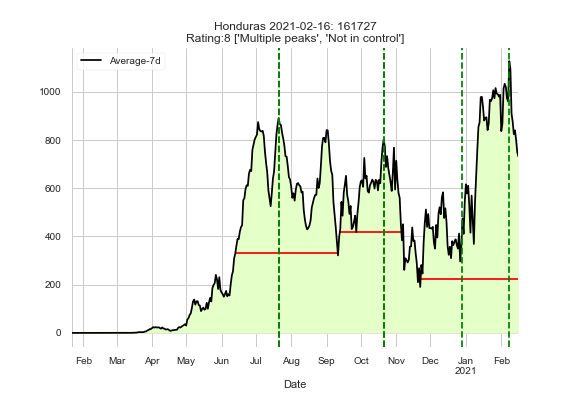 Honduras 2021-02-16: 161727
Rating:8 ['Multiple peaks', 'Not in control']
Average-7d
1000
800
600
400
200
0
Feb Mar Apr May Jun Jul Aug Sep Oct Nov Dec Jan Feb
2021
Date